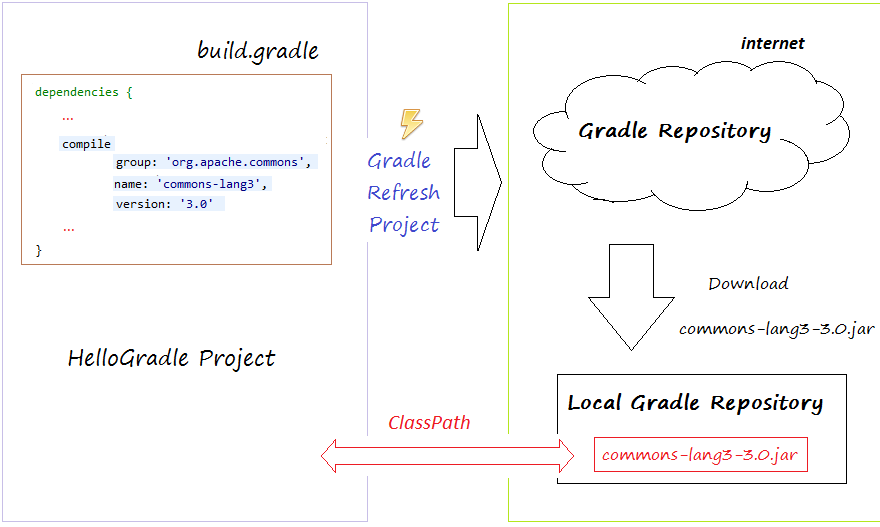 build.gradle
dependencies {
...
compile
group: 'org.apache.commons',
name: 'commons-lang3',
version: '3.0'
...
}
HelloGradle Project
Gradle
Refresh
Project
internet
Gradle Repository
Download
commons-lang3-3.0.jar
Local Gradle Repository
commons-lang3-3.0.jar
ClassPath